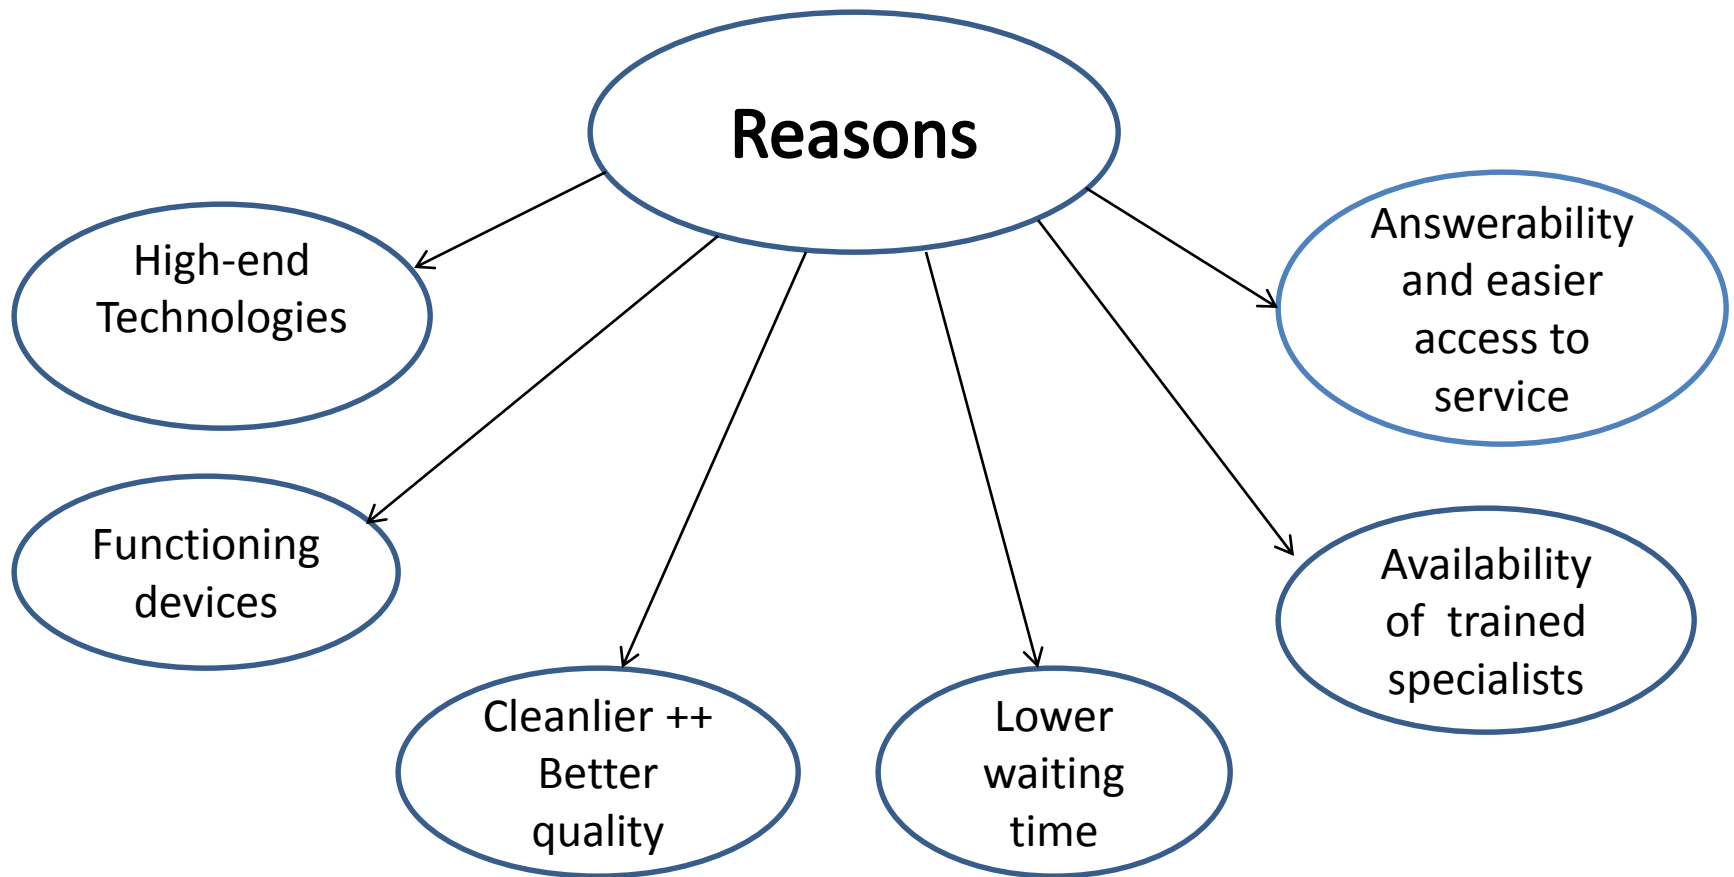 Reasons
High-end
Technologies
Functioning
devices
Cleanlier ++
Better
quality
Lower
waiting
time
Availability
of  trained
specialists
Answerability
and easier
access to
service